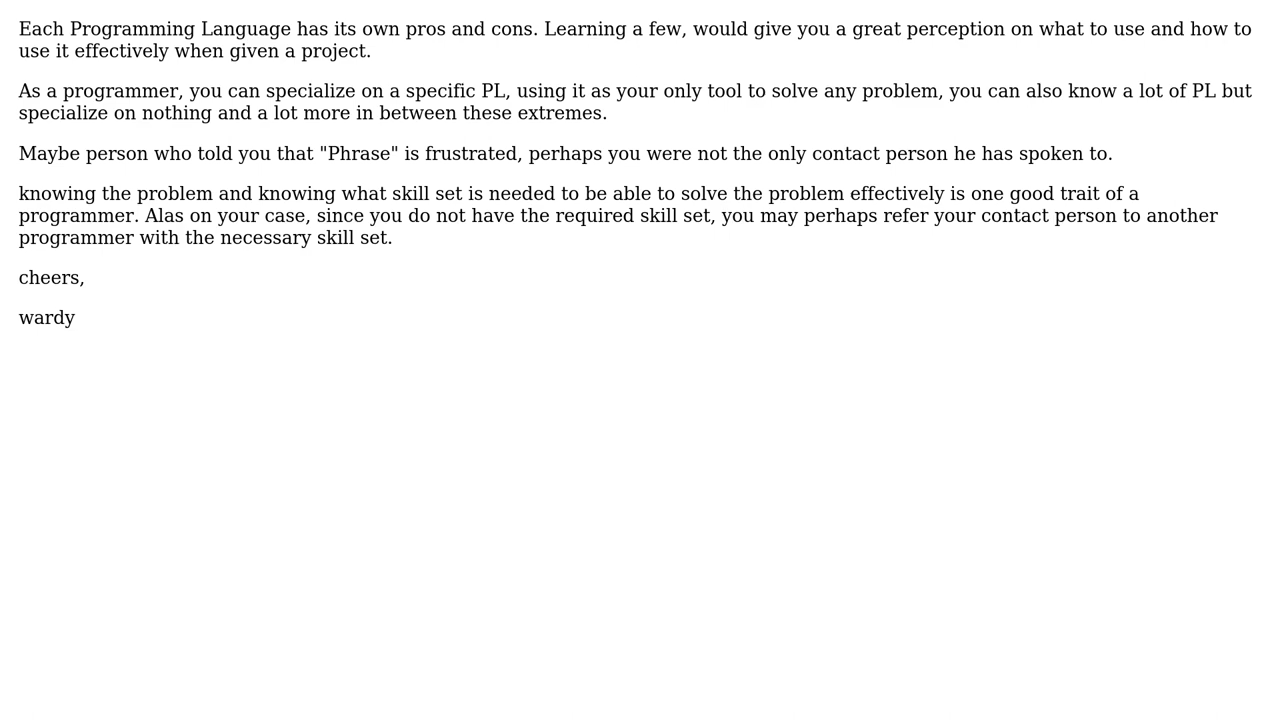 Each Programming Language has its own pros and cons. Learning a few, would give you a great perception on what to use and how to
use it effectively when given a project.
As a programmer, you can specialize on a specific PL, using it as your only tool to solve any problem, you can also know a lot of PL but
specialize on nothing and a lot more in between these extremes.
Maybe person who told you that "Phrase" is frustrated, perhaps you were not the only contact person he has spoken to.
knowing the problem and knowing what skill set is needed to be able to solve the problem effectively is one good trait of a
programmer. Alas on your case, since you do not have the required skill set, you may perhaps refer your contact person to another
programmer with the necessary skill set.
cheers,
wardy